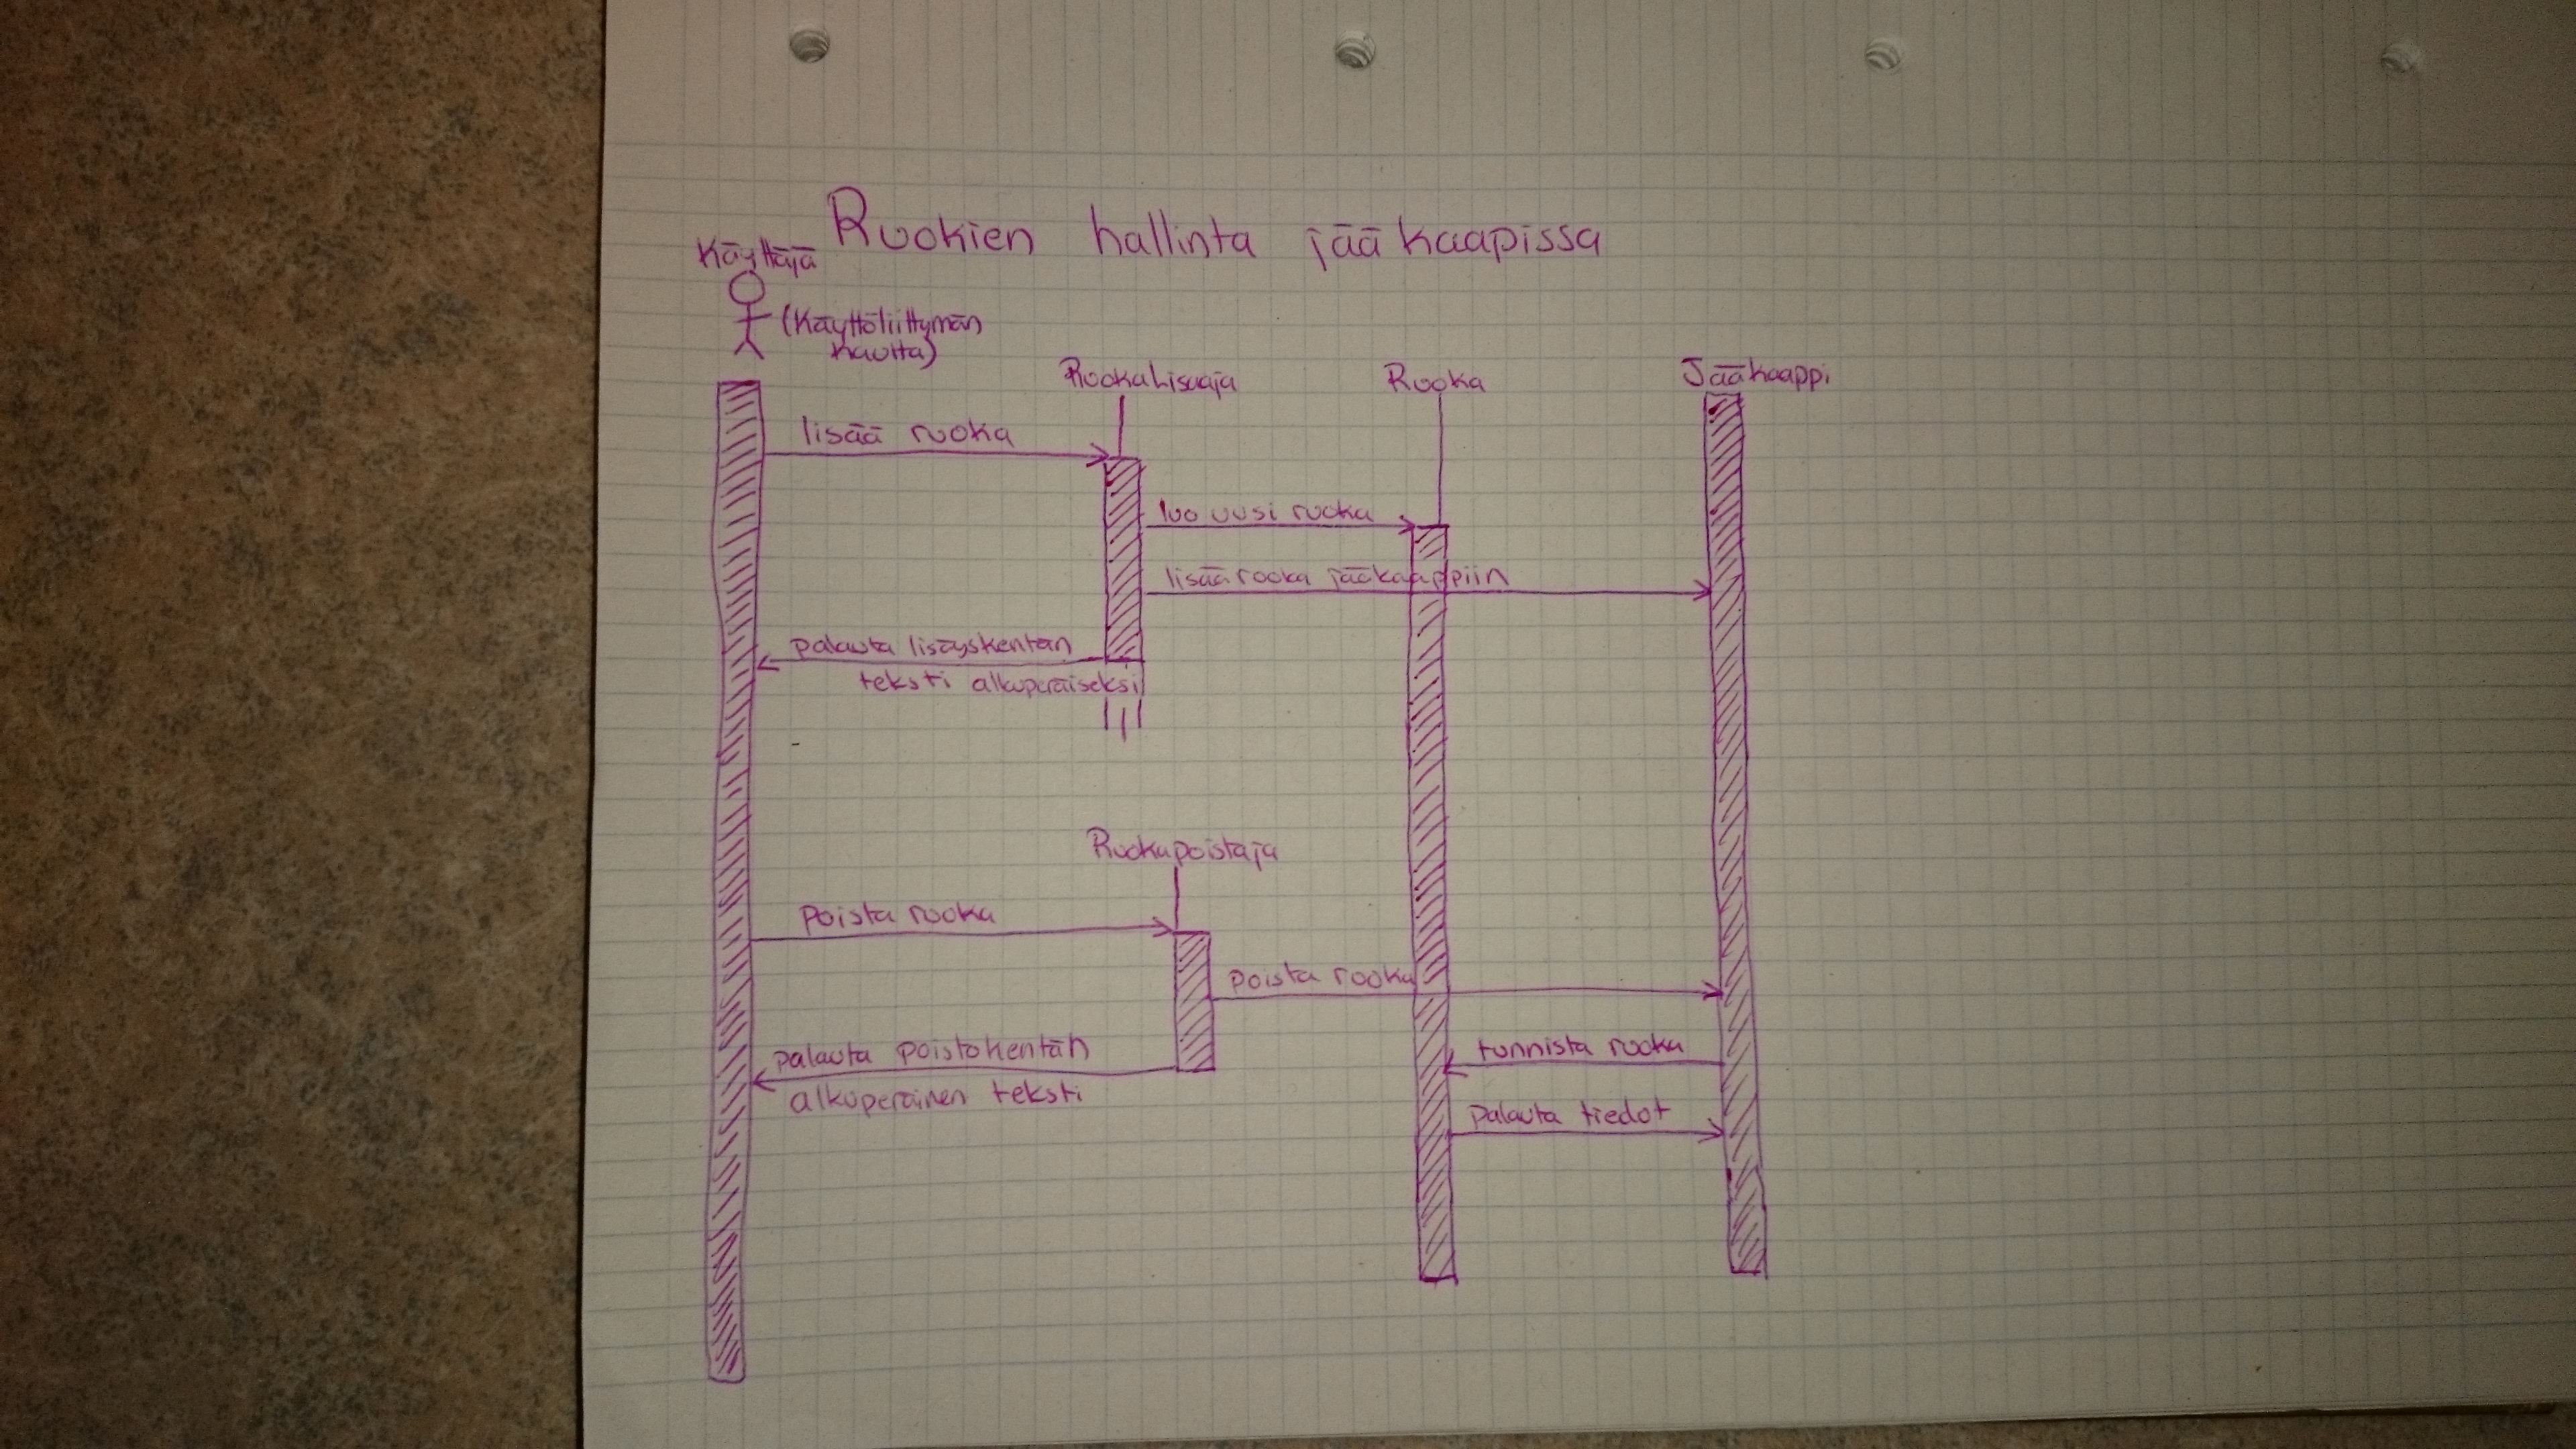 Ruokien hallinta jääkaapissa
Käyttäjä
(Käyttöliittymän
kautta)
RuokaLisaaja
Ruoka
Jääkaappi
lisää ruoka
luo uusi ruoka
lisää ruoka jääkaappiin
palauta lisäyskentän
teksti alkuperäiseksi
Ruokapoistaja
poista ruoka
poista ruoka
palauta poistokentän
alkuperäinen teksti
tunnista ruoka
palauta tiedot